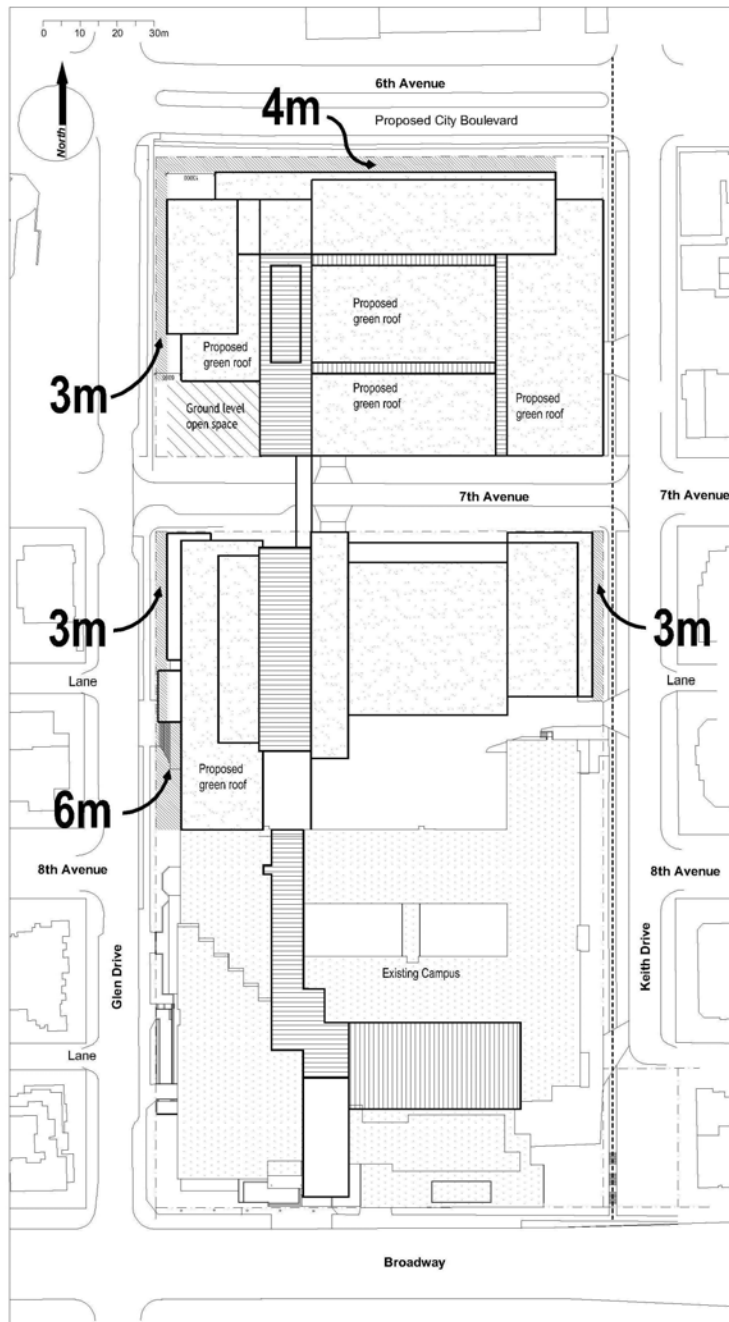 0 10 20 30m
North
6th Avenue
4m
Proposed City Boulevard
Proposed
green roof
Proposed
green roof
3m
Proposed
green roof
Proposed
green roof
Ground level
open space
7th Avenue
7th Avenue
3m
3m
Lane
Lane
Proposed
green roof
6m
8th Avenue
8th Avenue
Existing Campus
Glen Drive
Keith Drive
Lane
Broadway